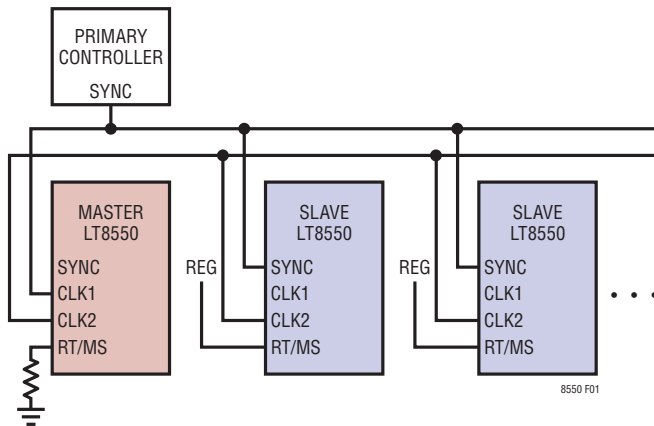 PRIMARY
CONTROLLER
SYNC
MASTER
LT8550
SYNC
CLK1
CLK2
RT/MS
REG
SLAVE
LT8550
SYNC
CLK1
CLK2
RT/MS
REG
SLAVE
LT8550
SYNC
CLK1
CLK2
RT/MS
8550 F01